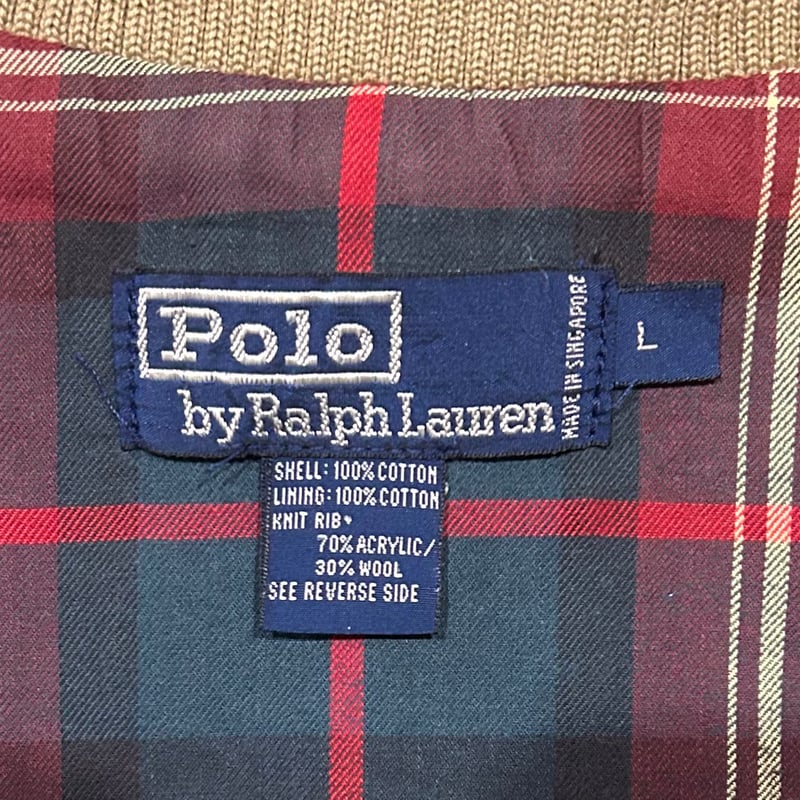 Polo
by Ralph Lauren
MADE IN SINGAPORE
L
SHELL: 100% COTTON
LINING: 100% COTTON
KNIT RIB:
70% ACRYLIC/
30% WOOL
SEE REVERSE SIDE